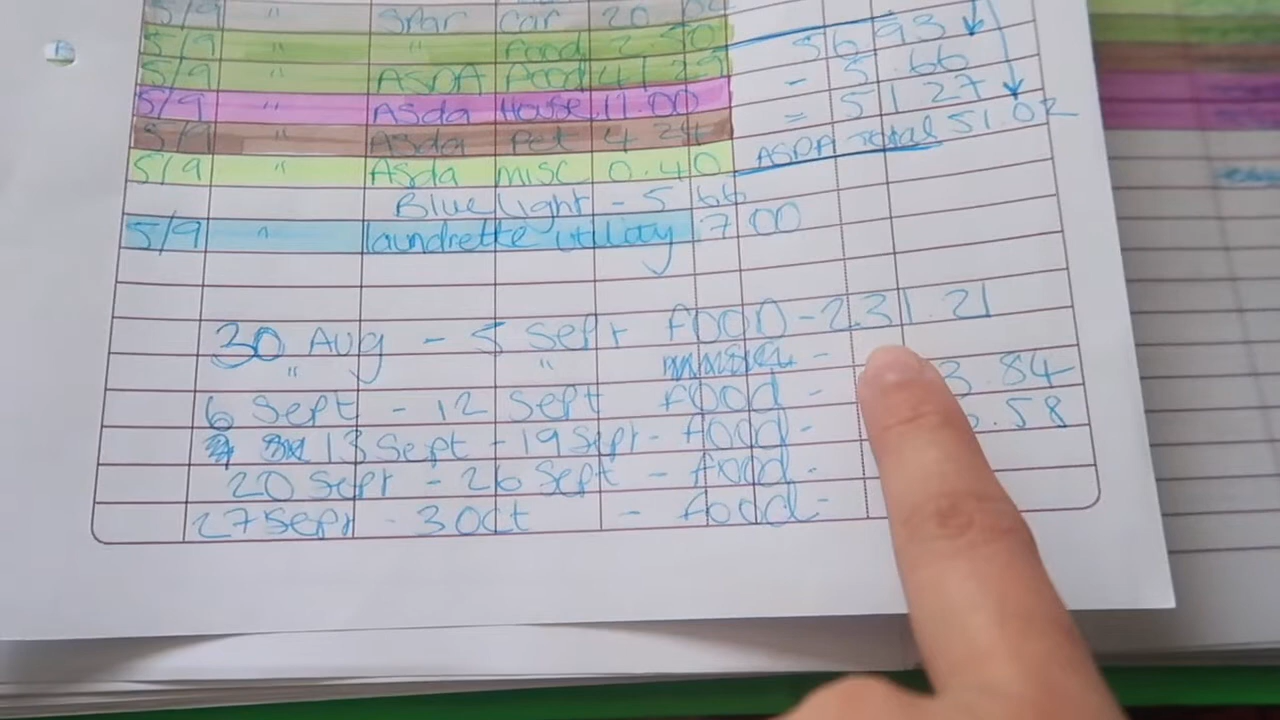 5/9 " Spar Car 20
5/9 " " food 2.50
5/9 " ASDA food 41.29
5/9 " Asda House 11.00
5/9 " Asda Pet 4 24
5/9 " Asda misc 0.40
Blue light - 5 66
5/9 " laundrette utility 7 00
56 93
- 5.66
= 51 27
ASDA Total 51.02
30 Aug - 5 Sept food - 231.21
" " -
6 Sept - 12 Sept food - 3.84
13 Sept - 19 Sept - food - .58
20 Sept - 26 Sept - food -
27 Sept - 3 Oct - food -